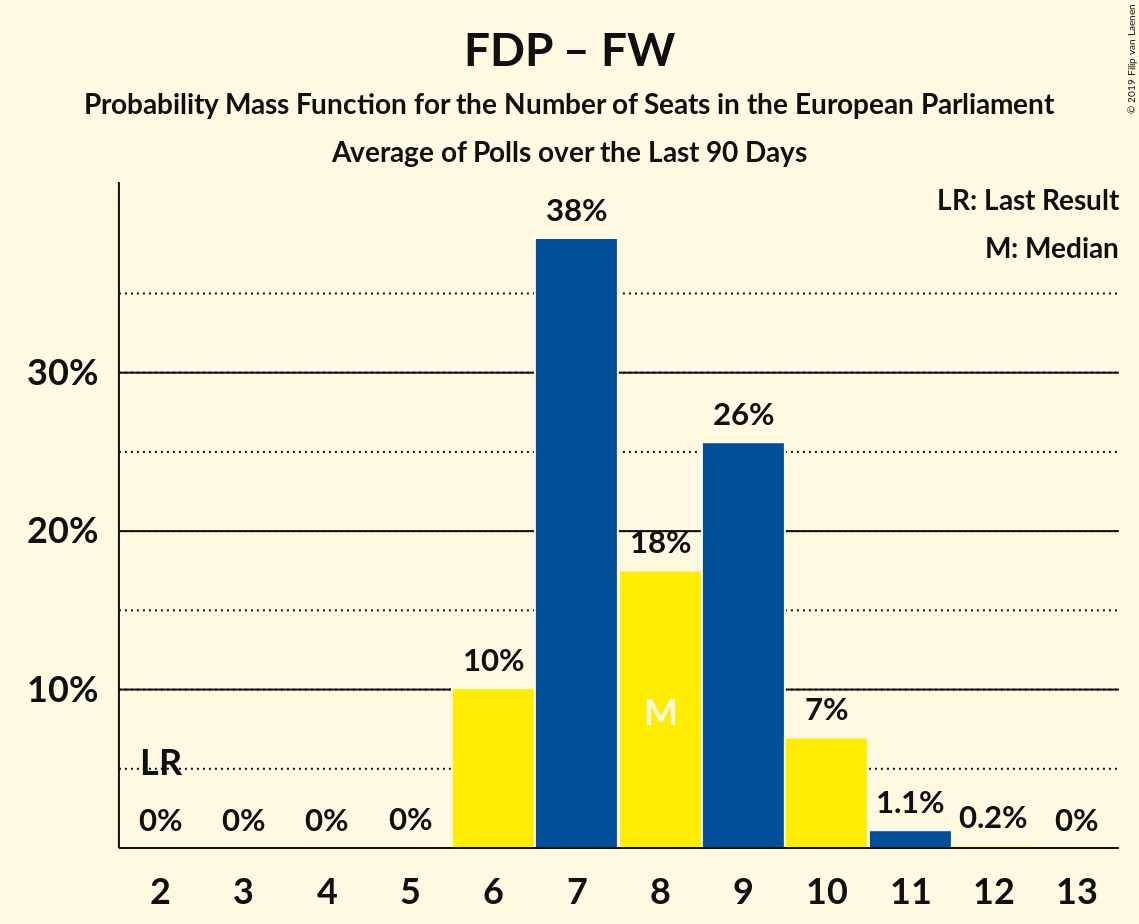 FDP – FW
Probability Mass Function for the Number of Seats in the European Parliament
Average of Polls over the Last 90 Days
© 2019 Filip van Laenen
LR: Last Result
M: Median
38%
30%
26%
20%
18%
10%
10%
7%
M
LR
0% 0% 0% 0% 1.1% 0.2% 0%
2 3 4 5 6 7 8 9 10 11 12 13